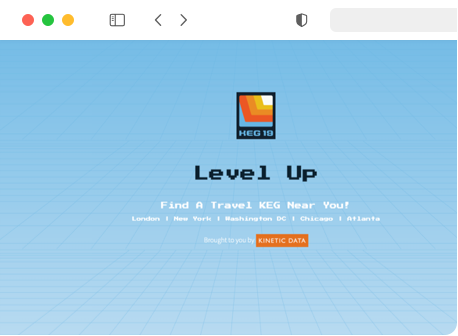 KEG 19
Level Up
Find A Travel KEG Near You!
London | New York | Washington DC | Chicago | Atlanta
Brought to you by KINETIC DATA